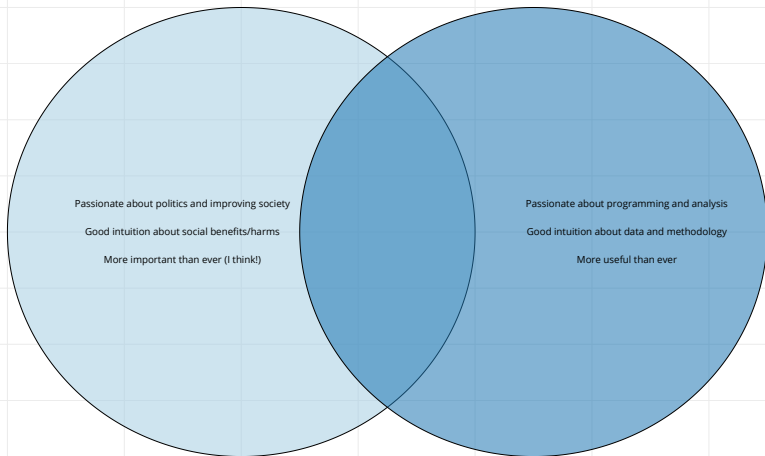 Passionate about politics and improving society
Good intuition about social benefits/harms
More important than ever (I think!)
Passionate about programming and analysis
Good intuition about data and methodology
More useful than ever